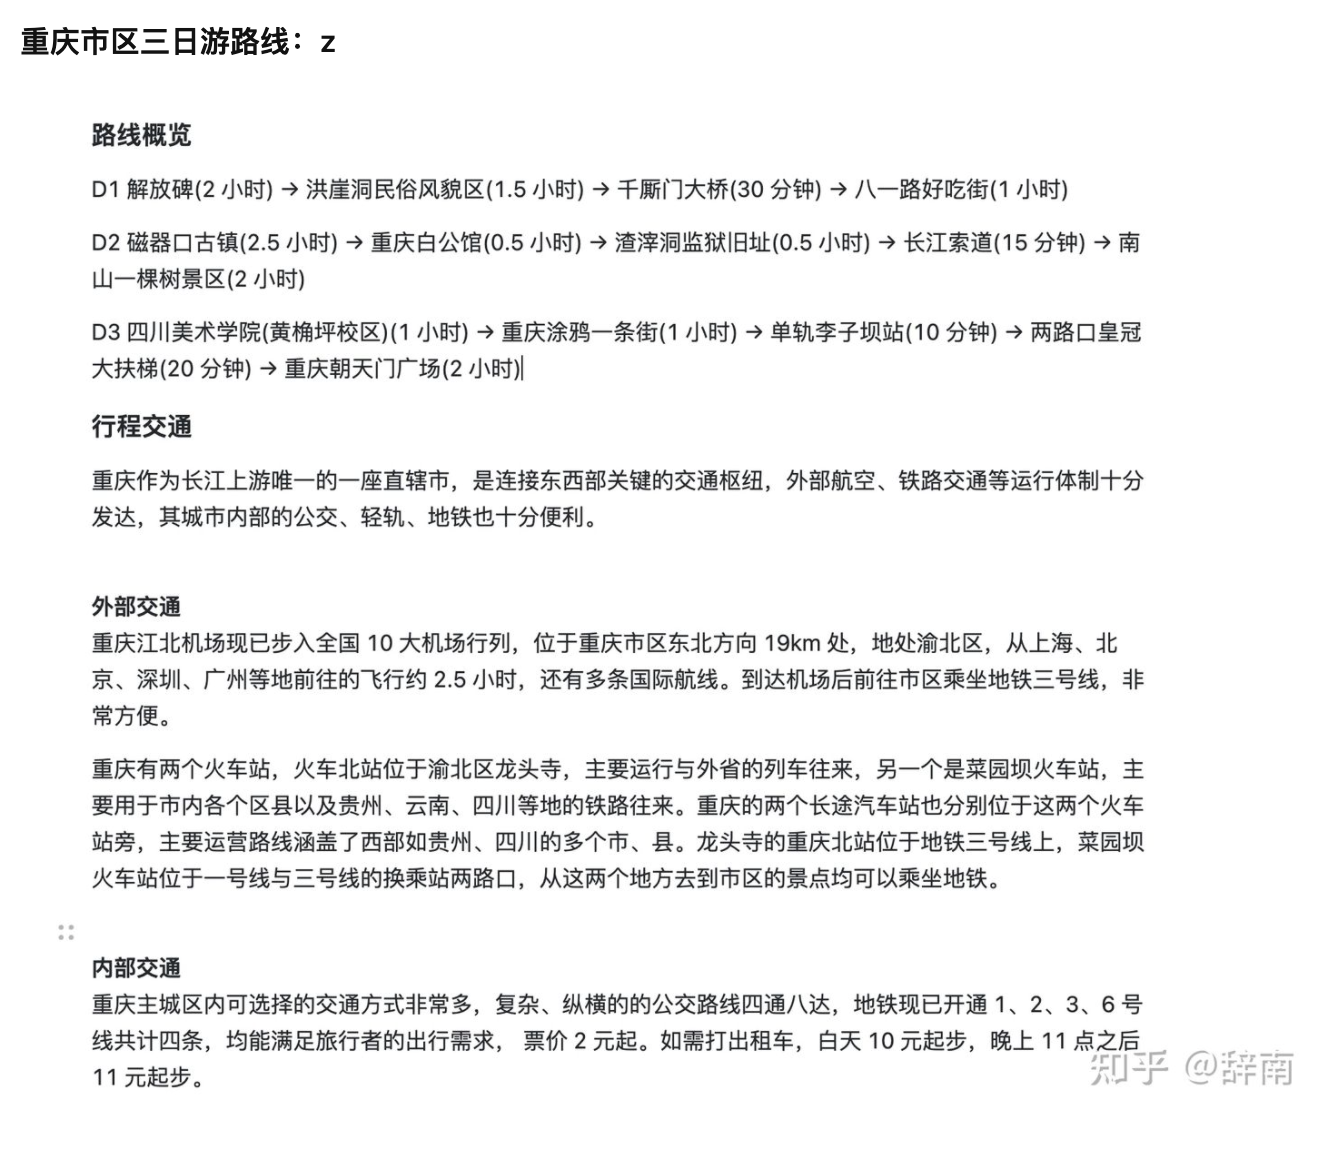 重庆市区三日游路线：z
路线概览
D1 解放碑(2 小时) → 洪崖洞民俗风貌区(1.5 小时) → 千厮门大桥(30 分钟) → 八一路好吃街(1 小时)
D2 磁器口古镇(2.5 小时) → 重庆白公馆(0.5 小时) → 渣滓洞监狱旧址(0.5 小时) → 长江索道(15 分钟) → 南
山一棵树景区(2 小时)
D3 四川美术学院(黄桷坪校区)(1 小时) → 重庆涂鸦一条街(1 小时) → 单轨李子坝站(10 分钟) → 两路口皇冠
大扶梯(20 分钟) → 重庆朝天门广场(2 小时)
行程交通
重庆作为长江上游唯一的一座直辖市，是连接东西部关键的交通枢纽，外部航空、铁路交通等运行体制十分
发达，其城市内部的公交、轻轨、地铁也十分便利。
外部交通
重庆江北机场现已步入全国 10 大机场行列，位于重庆市区东北方向 19km 处，地处渝北区，从上海、北
京、深圳、广州等地前往的飞行约 2.5 小时，还有多条国际航线。到达机场后前往市区乘坐地铁三号线，非
常方便。
重庆有两个火车站，火车北站位于渝北区龙头寺，主要运行与外省的列车往来，另一个是菜园坝火车站，主
要用于市内各个区县以及贵州、云南、四川等地的铁路往来。重庆的两个长途汽车站也分别位于这两个火车
站旁，主要运营路线涵盖了西部如贵州、四川的多个市、县。龙头寺的重庆北站位于地铁三号线上，菜园坝
火车站位于一号线与三号线的换乘站两路口，从这两个地方去到市区的景点均可以乘坐地铁。
内部交通
重庆主城区内可选择的交通方式非常多，复杂、纵横的的公交路线四通八达，地铁现已开通 1、2、3、6 号
线共计四条，均能满足旅行者的出行需求， 票价 2 元起。如需打出租车，白天 10 元起步，晚上 11 点之后
11 元起步。
知乎 @辞南